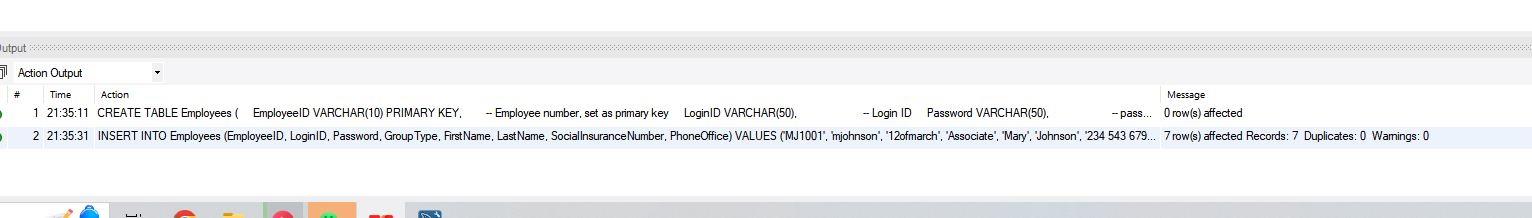 Output
Action Output
# Time Action Message
1 21:35:11 CREATE TABLE Employees ( EmployeeID VARCHAR(10) PRIMARY KEY, -- Employee number, set as primary key LoginID VARCHAR(50), -- Login ID Password VARCHAR(50), -- pass... 0 row(s) affected
2 21:35:31 INSERT INTO Employees (EmployeeID, LoginID, Password, GroupType, FirstName, LastName, SocialInsuranceNumber, PhoneOffice) VALUES ('MJ1001', 'mjohnson', '12ofmarch', 'Associate', 'Mary', 'Johnson', '234 543 679... 7 row(s) affected Records: 7 Duplicates: 0 Warnings: 0